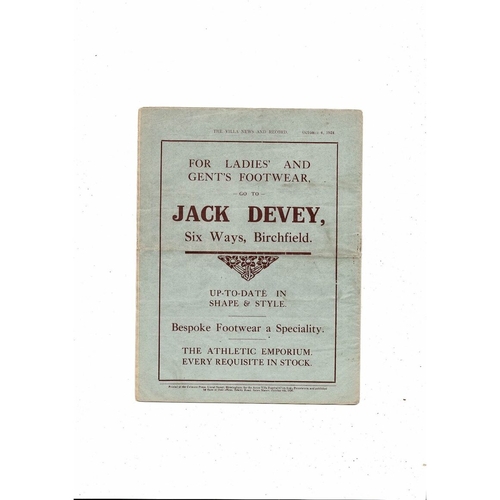 THE VILLA NEWS AND RECORD.
FOR LADIES' AND
GENT'S FOOTWEAR,
- GO TO -
JACK DEVEY,
Six Ways, Birchfield.
UP-TO-DATE IN
SHAPE & STYLE.
Bespoke Footwear a Speciality.
THE ATHLETIC EMPORIUM.
EVERY REQUISITE IN STOCK.